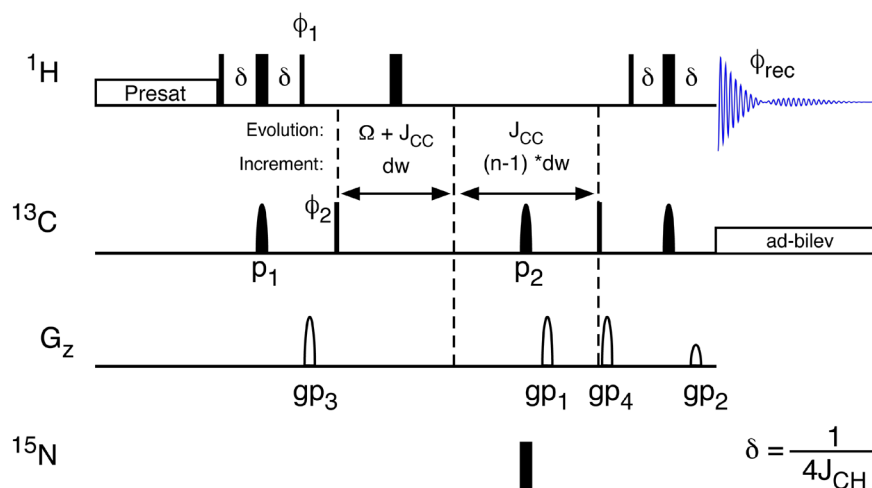 ϕ1
¹H
δ δ
δ δ
ϕrec
Presat
Evolution: Ω + JCC JCC
Increment: dw (n-1) *dw
¹³C
ϕ2
ad-bilev
p1 p2
Gz
gp3 gp1 gp4 gp2
¹⁵N
δ = 1/4JCH